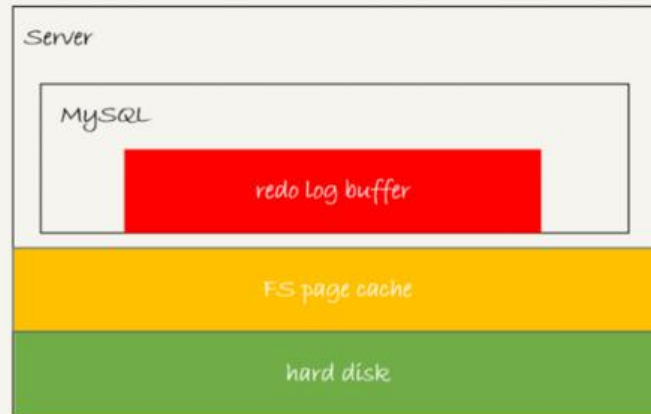 Server
MySQL
redo log buffer
FS page cache
hard disk